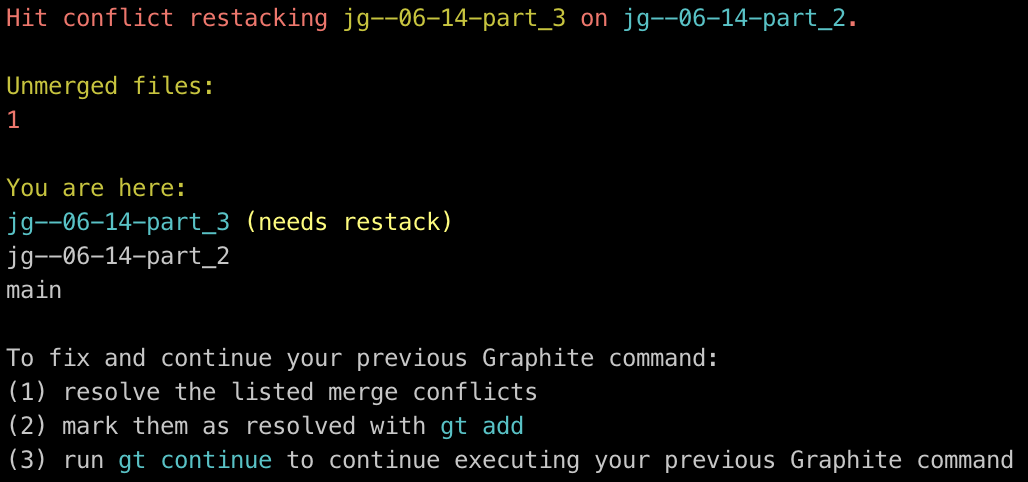 Hit conflict restacking jg--06-14-part_3 on jg--06-14-part_2.
Unmerged files:
1
You are here:
jg--06-14-part_3 (needs restack)
jg--06-14-part_2
main
To fix and continue your previous Graphite command:
(1) resolve the listed merge conflicts
(2) mark them as resolved with gt add
(3) run gt continue to continue executing your previous Graphite command